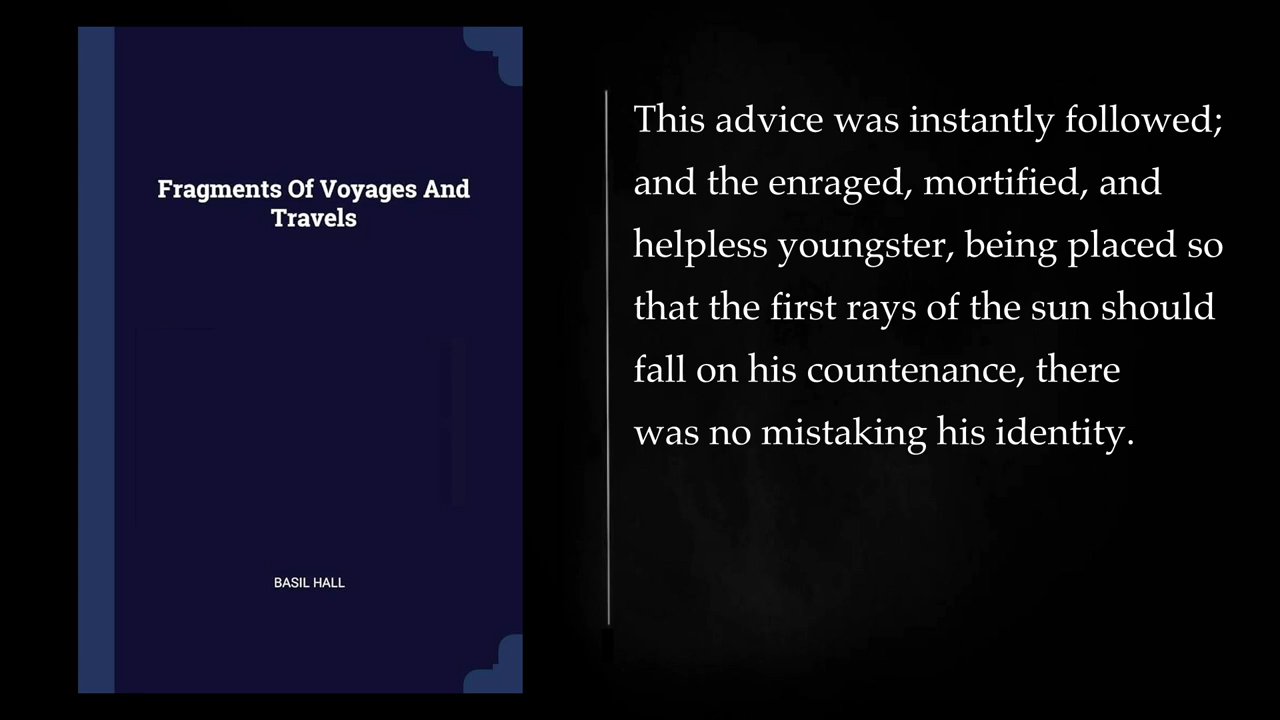 Fragments Of Voyages And
Travels
BASIL HALL
This advice was instantly followed;
and the enraged, mortified, and
helpless youngster, being placed so
that the first rays of the sun should
fall on his countenance, there
was no mistaking his identity.